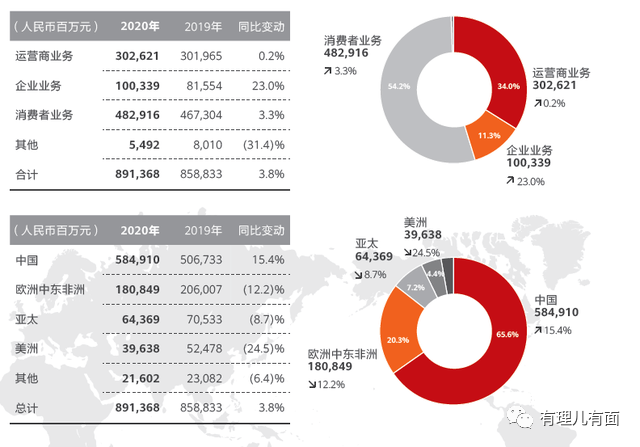 （人民币百万元） 2020年 2019年 同比变动
运营商业务 302,621 301,965 0.2%
企业业务 100,339 81,554 23.0%
消费者业务 482,916 467,304 3.3%
其他 5,492 8,010 (31.4)%
合计 891,368 858,833 3.8%
消费者业务
482,916
3.3%
54.2%
34.0%
11.3%
运营商业务
302,621
0.2%
企业业务
100,339
23.0%
（人民币百万元） 2020年 2019年 同比变动
中国 584,910 506,733 15.4%
欧洲中东非洲 180,849 206,007 (12.2)%
亚太 64,369 70,533 (8.7)%
美洲 39,638 52,478 (24.5)%
其他 21,602 23,082 (6.4)%
总计 891,368 858,833 3.8%
美洲
39,638
24.5%
亚太
64,369
8.7%
4.4%
7.2%
20.3%
65.6%
中国
584,910
15.4%
欧洲中东非洲
180,849
12.2%
有理儿有面